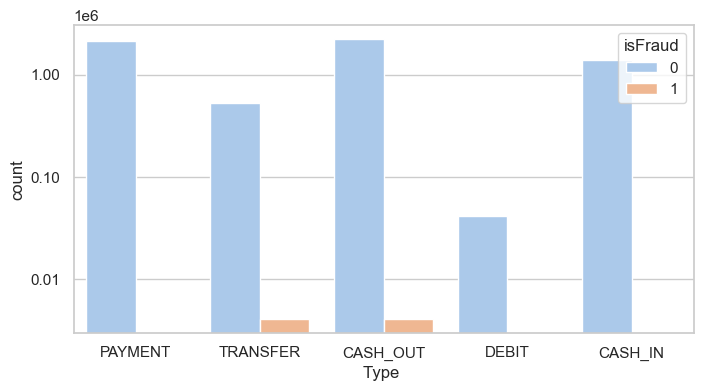 1e6
isFraud
0
1
1.00
0.10
0.01
count
PAYMENT TRANSFER CASH_OUT DEBIT CASH_IN
Type